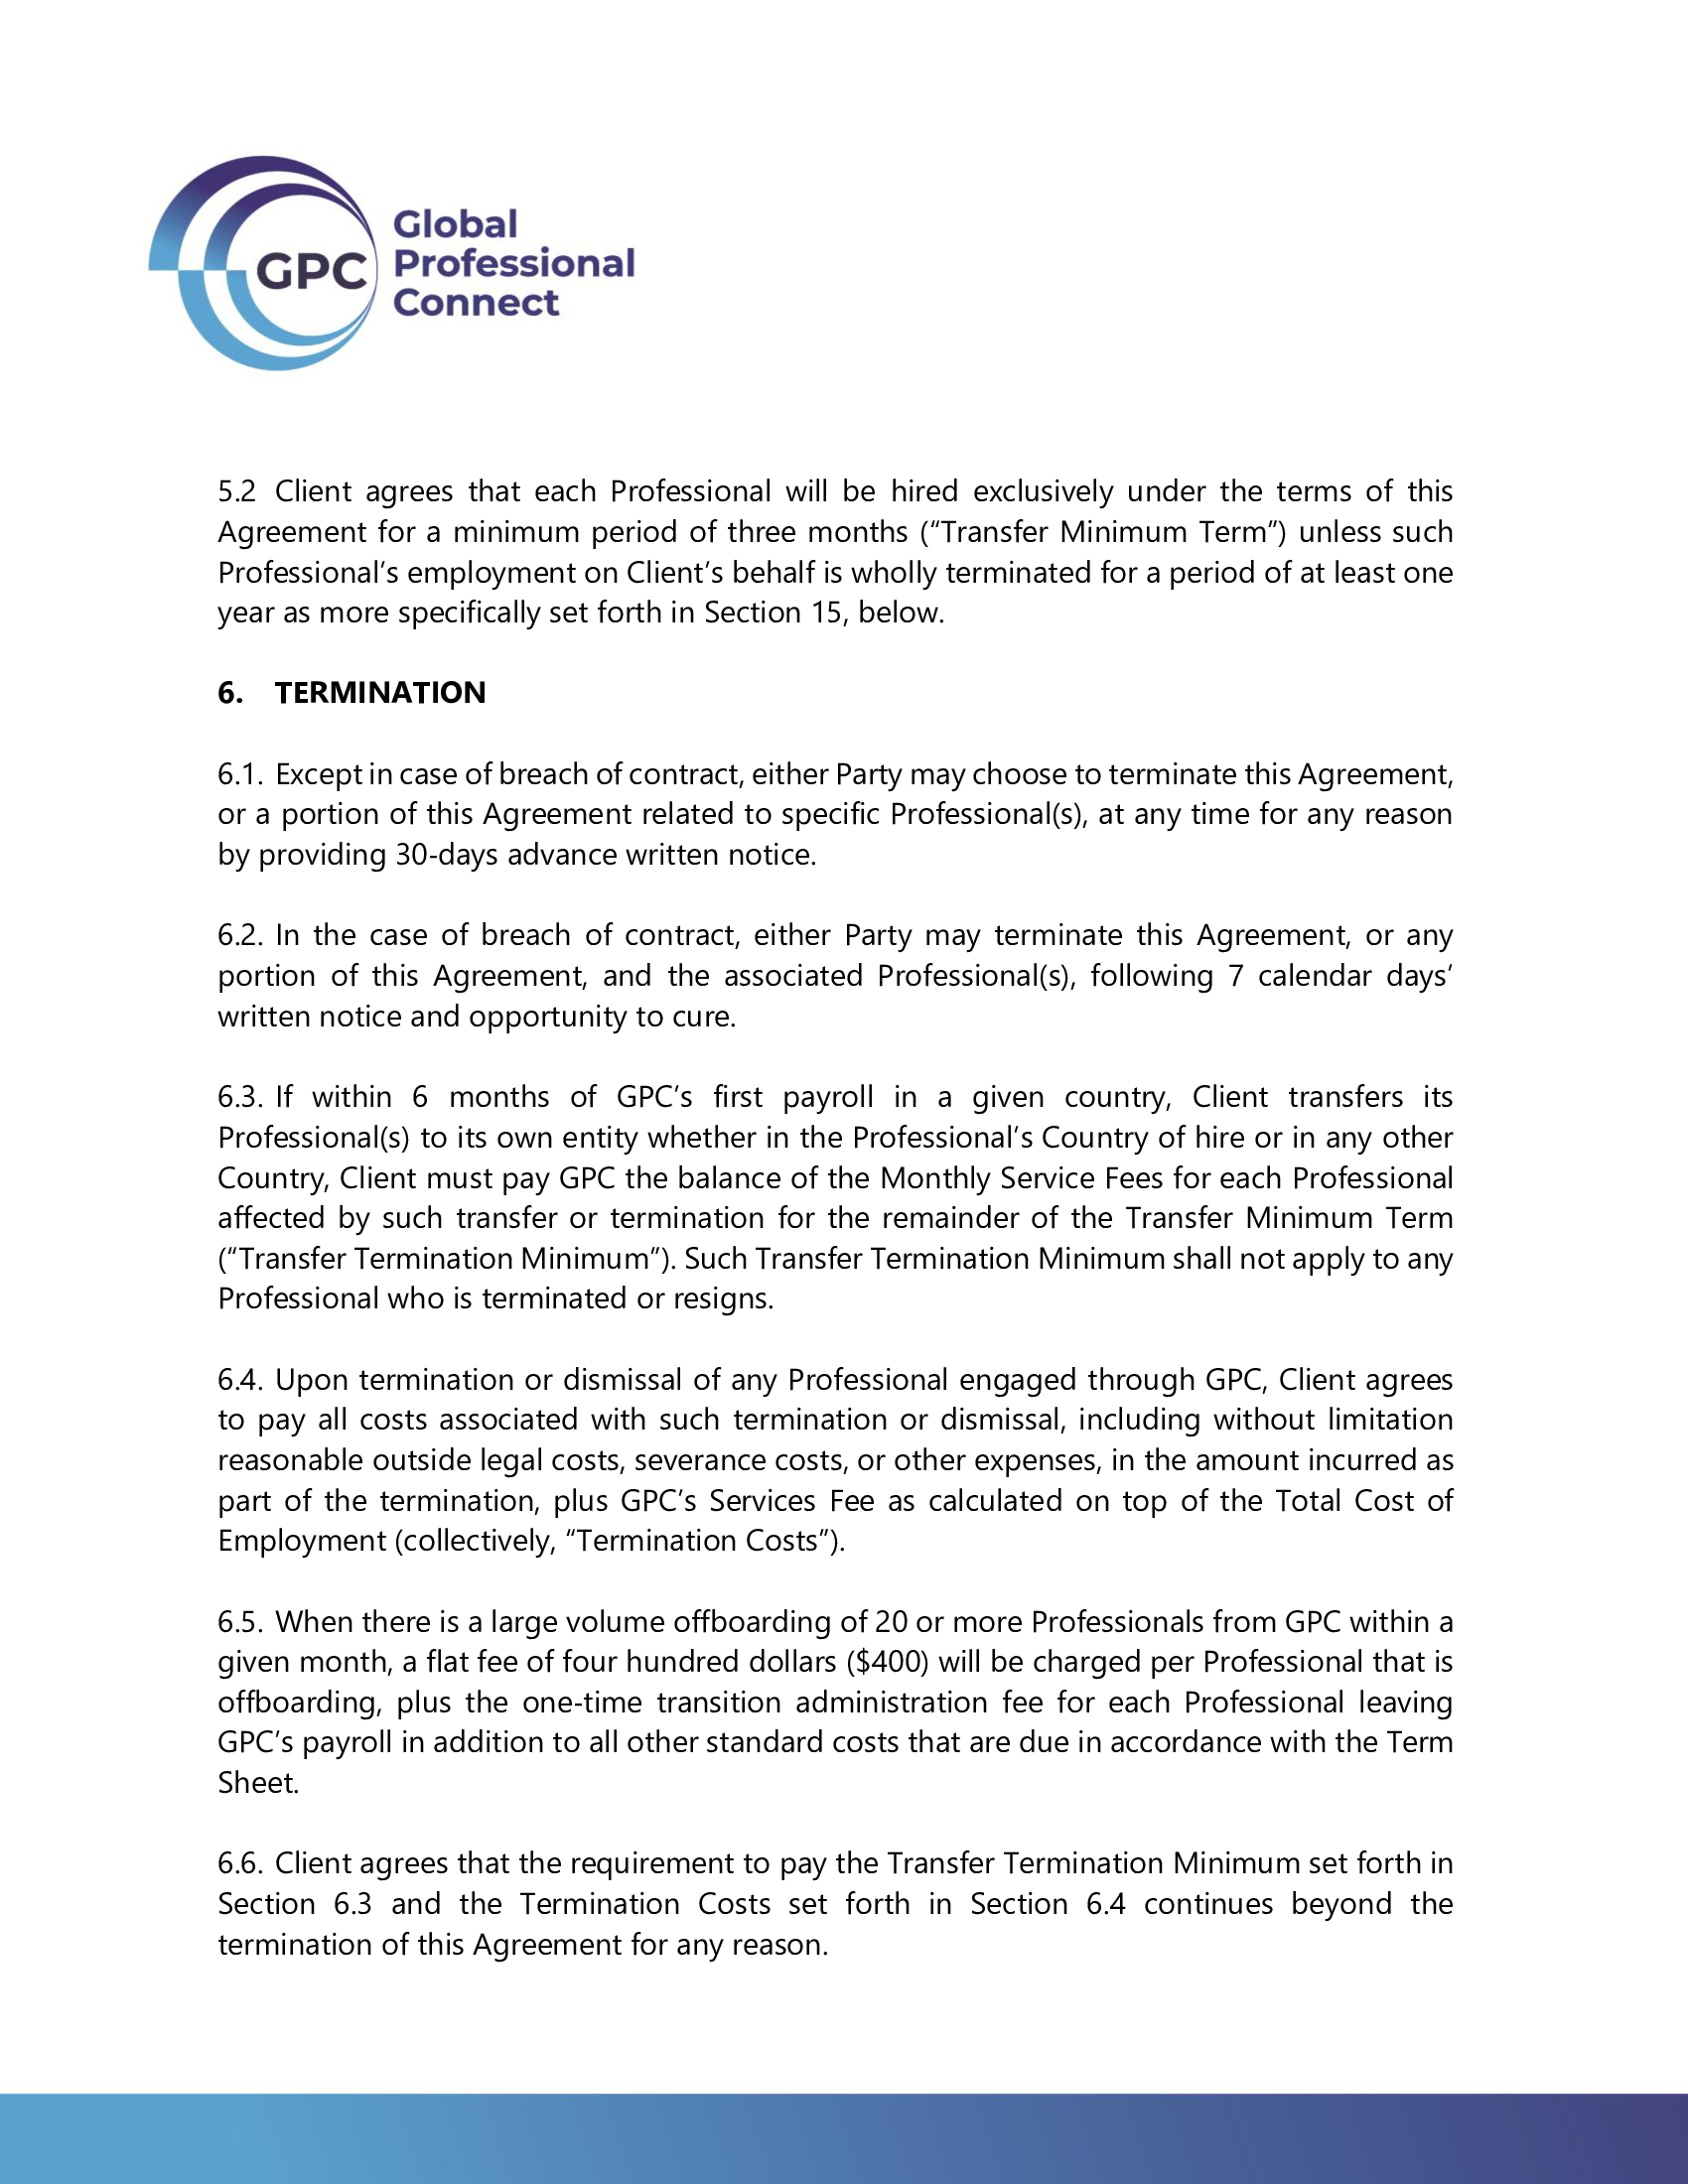 GPC
Global
Professional
Connect
5.2 Client agrees that each Professional will be hired exclusively under the terms of this
Agreement for a minimum period of three months (“Transfer Minimum Term”) unless such
Professional’s employment on Client’s behalf is wholly terminated for a period of at least one
year as more specifically set forth in Section 15, below.
6. TERMINATION
6.1. Except in case of breach of contract, either Party may choose to terminate this Agreement,
or a portion of this Agreement related to specific Professional(s), at any time for any reason
by providing 30-days advance written notice.
6.2. In the case of breach of contract, either Party may terminate this Agreement, or any
portion of this Agreement, and the associated Professional(s), following 7 calendar days’
written notice and opportunity to cure.
6.3. If within 6 months of GPC’s first payroll in a given country, Client transfers its
Professional(s) to its own entity whether in the Professional’s Country of hire or in any other
Country, Client must pay GPC the balance of the Monthly Service Fees for each Professional
affected by such transfer or termination for the remainder of the Transfer Minimum Term
(“Transfer Termination Minimum”). Such Transfer Termination Minimum shall not apply to any
Professional who is terminated or resigns.
6.4. Upon termination or dismissal of any Professional engaged through GPC, Client agrees
to pay all costs associated with such termination or dismissal, including without limitation
reasonable outside legal costs, severance costs, or other expenses, in the amount incurred as
part of the termination, plus GPC’s Services Fee as calculated on top of the Total Cost of
Employment (collectively, “Termination Costs”).
6.5. When there is a large volume offboarding of 20 or more Professionals from GPC within a
given month, a flat fee of four hundred dollars ($400) will be charged per Professional that is
offboarding, plus the one-time transition administration fee for each Professional leaving
GPC’s payroll in addition to all other standard costs that are due in accordance with the Term
Sheet.
6.6. Client agrees that the requirement to pay the Transfer Termination Minimum set forth in
Section 6.3 and the Termination Costs set forth in Section 6.4 continues beyond the
termination of this Agreement for any reason.